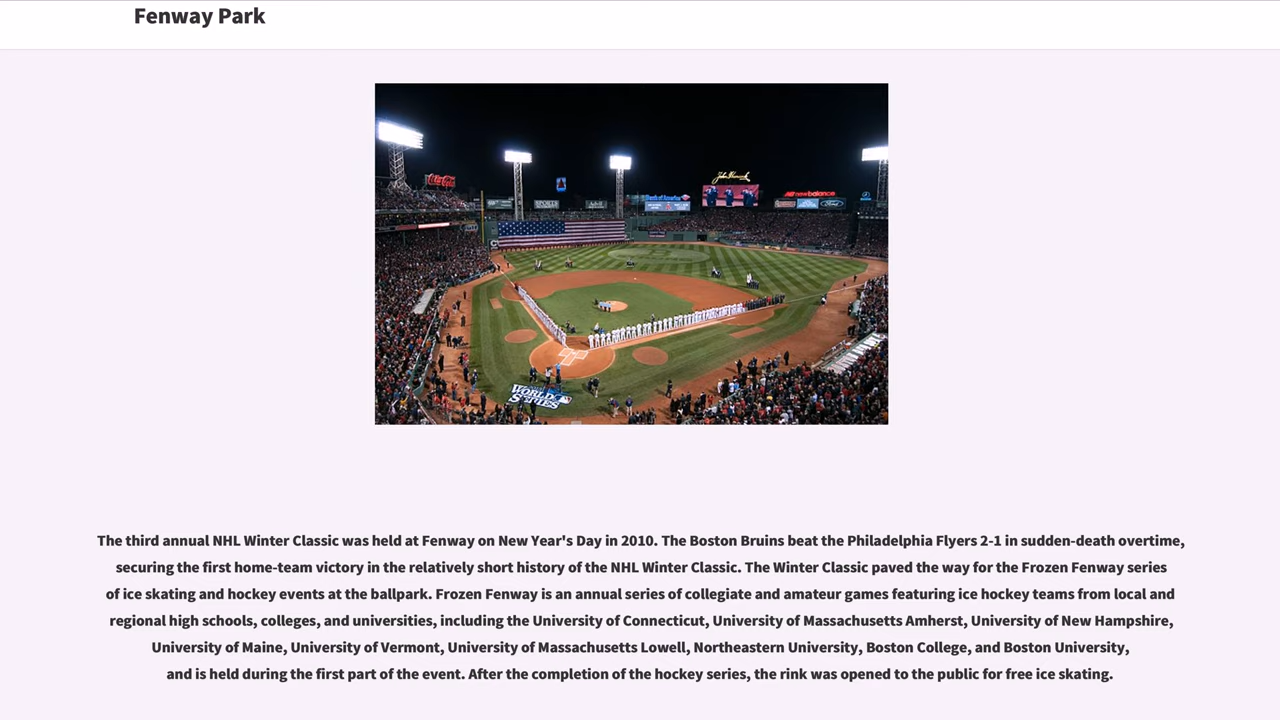 Fenway Park
Coca-Cola
John Hancock
Bank of America
new balance
Ford
WORLD
SERIES
The third annual NHL Winter Classic was held at Fenway on New Year's Day in 2010. The Boston Bruins beat the Philadelphia Flyers 2-1 in sudden-death overtime,
securing the first home-team victory in the relatively short history of the NHL Winter Classic. The Winter Classic paved the way for the Frozen Fenway series
of ice skating and hockey events at the ballpark. Frozen Fenway is an annual series of collegiate and amateur games featuring ice hockey teams from local and
regional high schools, colleges, and universities, including the University of Connecticut, University of Massachusetts Amherst, University of New Hampshire,
University of Maine, University of Vermont, University of Massachusetts Lowell, Northeastern University, Boston College, and Boston University,
and is held during the first part of the event. After the completion of the hockey series, the rink was opened to the public for free ice skating.